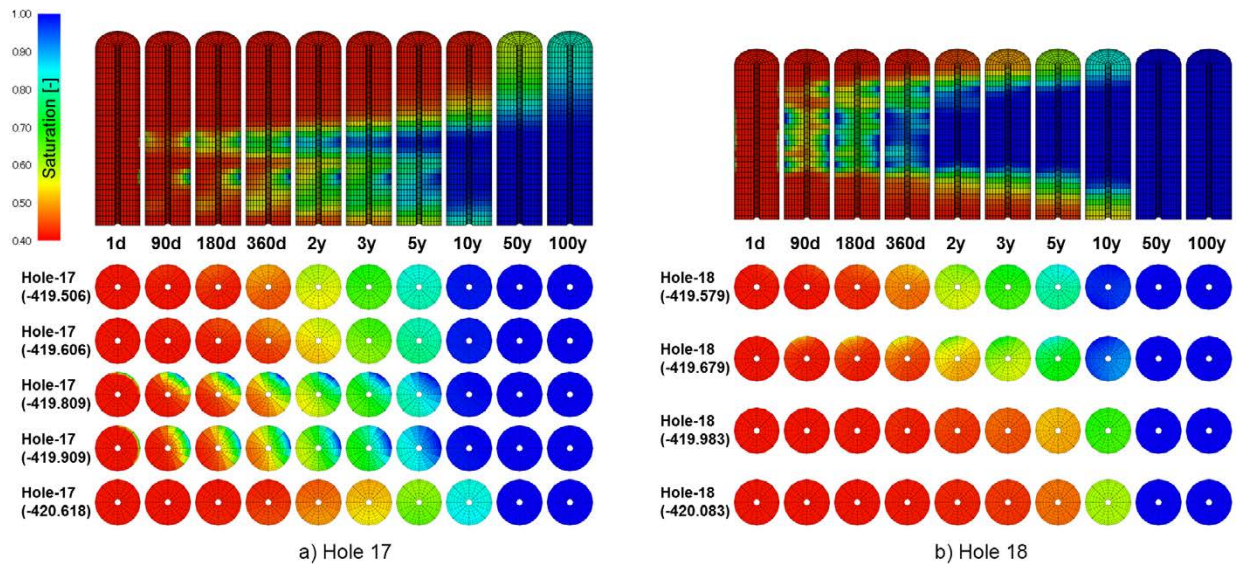 1.00
0.90
0.80
0.70
0.60
0.50
0.40
Saturation [-]
1d 90d 180d 360d 2y 3y 5y 10y 50y 100y
Hole-17
(-419.506)
Hole-17
(-419.606)
Hole-17
(-419.809)
Hole-17
(-419.909)
Hole-17
(-420.618)
a) Hole 17
1d 90d 180d 360d 2y 3y 5y 10y 50y 100y
Hole-18
(-419.579)
Hole-18
(-419.679)
Hole-18
(-419.983)
Hole-18
(-420.083)
b) Hole 18